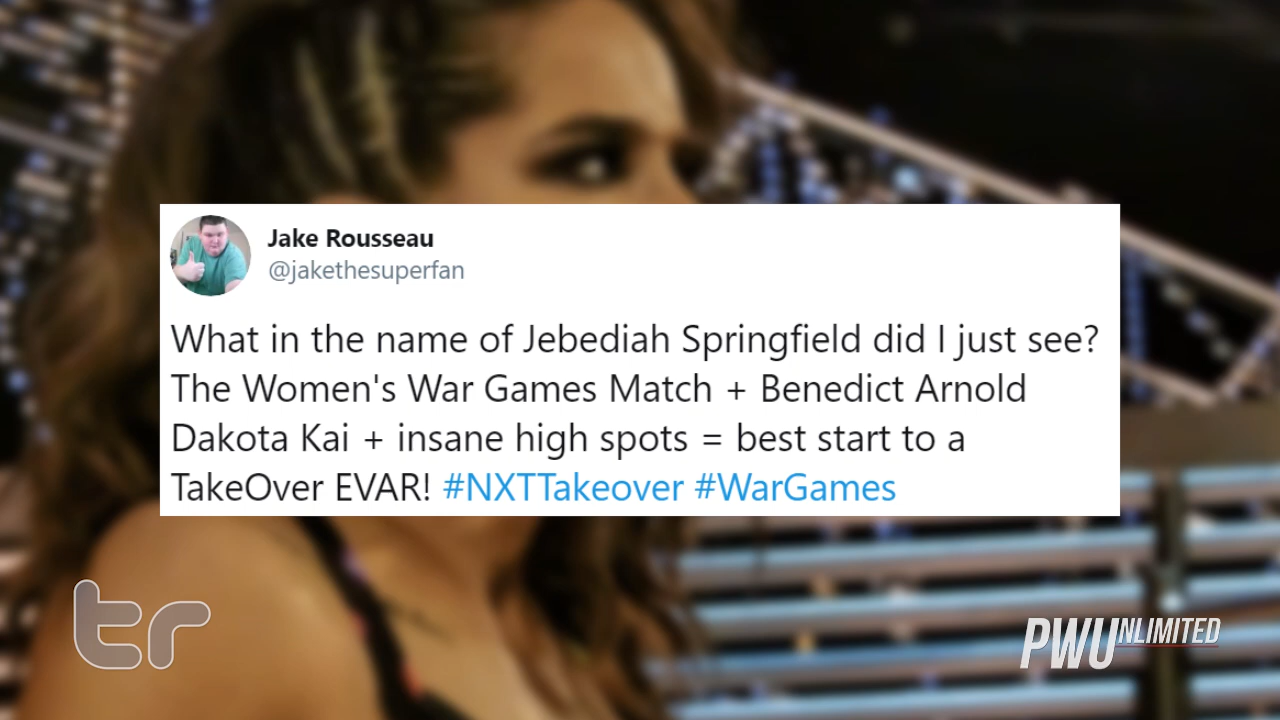 Jake Rousseau
@jakethesuperfan
What in the name of Jebediah Springfield did I just see?
The Women's War Games Match + Benedict Arnold
Dakota Kai + insane high spots = best start to a
TakeOver EVAR! #NXTTakeover #WarGames
tr
PWUNLIMITED